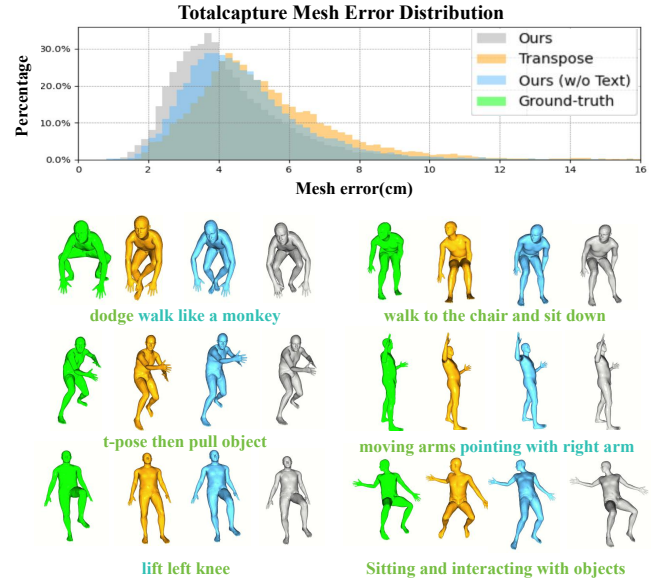 Totalcapture Mesh Error Distribution
Percentage
30.0%
20.0%
10.0%
0.0%
Ours
Transpose
Ours (w/o Text)
Ground-truth
0 2 4 6 8 10 12 14 16
Mesh error(cm)
dodge walk like a monkey
walk to the chair and sit down
t-pose then pull object
moving arms pointing with right arm
lift left knee
Sitting and interacting with objects